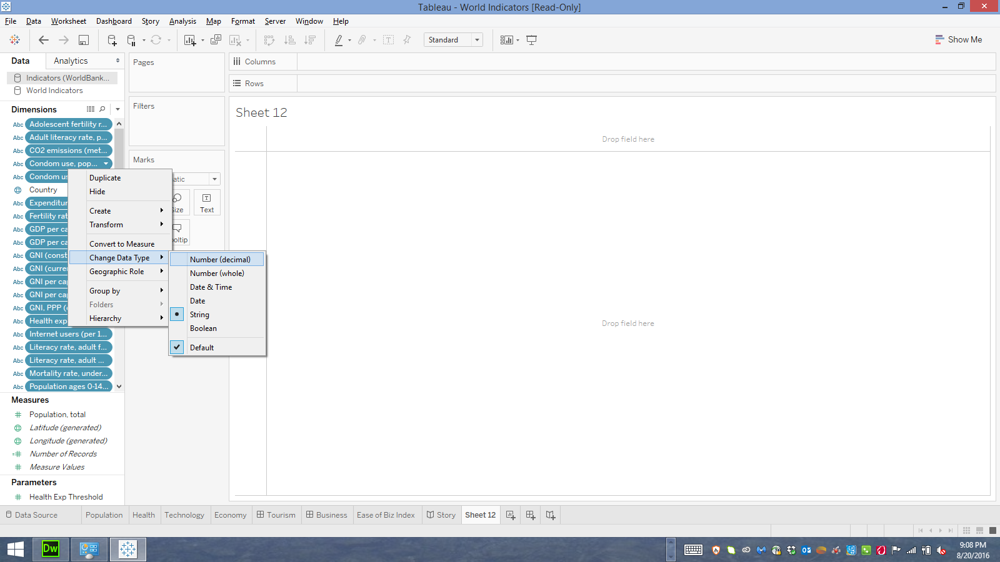 Tableau - World Indicators [Read-Only]
File Data Worksheet Dashboard Story Analysis Map Format Server Window Help
Standard
Show Me
Data
Analytics
Indicators (WorldBank...
World Indicators
Dimensions
Abc Adolescent fertility r...
Abc Adult literacy rate, p...
Abc CO2 emissions (met...
Abc Condom use, pop...
Abc Condom us
Country
Abc Expenditur
Abc Fertility rat
Abc GDP per ca
Abc GDP per ca
Abc GNI (const
Abc GNI (curre
Abc GNI per cap
Abc GNI per cap
Abc GNI, PPP (
Abc Health exp
Abc Internet users (per 1...
Abc Literacy rate, adult f...
Abc Literacy rate, adult ...
Abc Mortality rate, under...
Abc Population ages 0-14...
Measures
Population, total
Latitude (generated)
Longitude (generated)
Number of Records
Measure Values
Parameters
Health Exp Threshold
Duplicate
Hide
Create
Transform
Convert to Measure
Change Data Type
Geographic Role
Group by
Folders
Hierarchy
Number (decimal)
Number (whole)
Date & Time
Date
String
Boolean
Default
Pages
Filters
Marks
atic
Size
Text
ooltip
Columns
Rows
Sheet 12
Drop field here
Drop field here
Data Source Population Health Technology Economy Tourism Business Ease of Biz Index Story Sheet 12
Dw
9:08 PM
8/20/2016